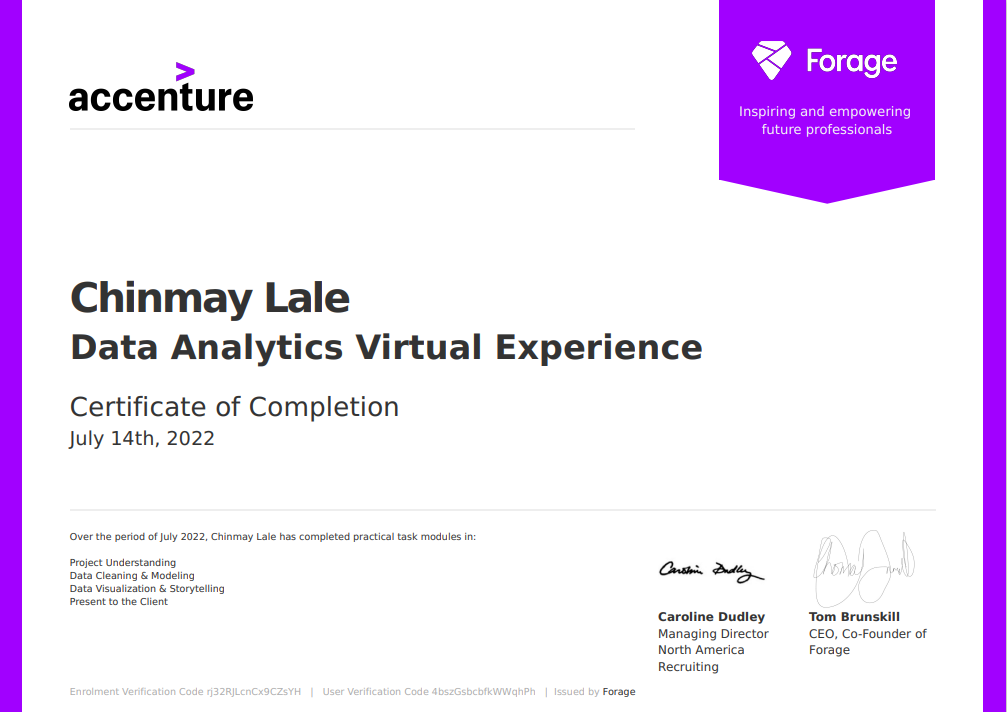 accenture
Forage
Inspiring and empowering
future professionals
Chinmay Lale
Data Analytics Virtual Experience
Certificate of Completion
July 14th, 2022
Over the period of July 2022, Chinmay Lale has completed practical task modules in:
Project Understanding
Data Cleaning & Modeling
Data Visualization & Storytelling
Present to the Client
Caroline Dudley
Caroline Dudley
Managing Director
North America
Recruiting
Thomas Brunskill
Tom Brunskill
CEO, Co-Founder of
Forage
Enrolment Verification Code rj32RJLcnCx9CZsYH | User Verification Code 4bszGsbcbfkWWqhPh | Issued by Forage